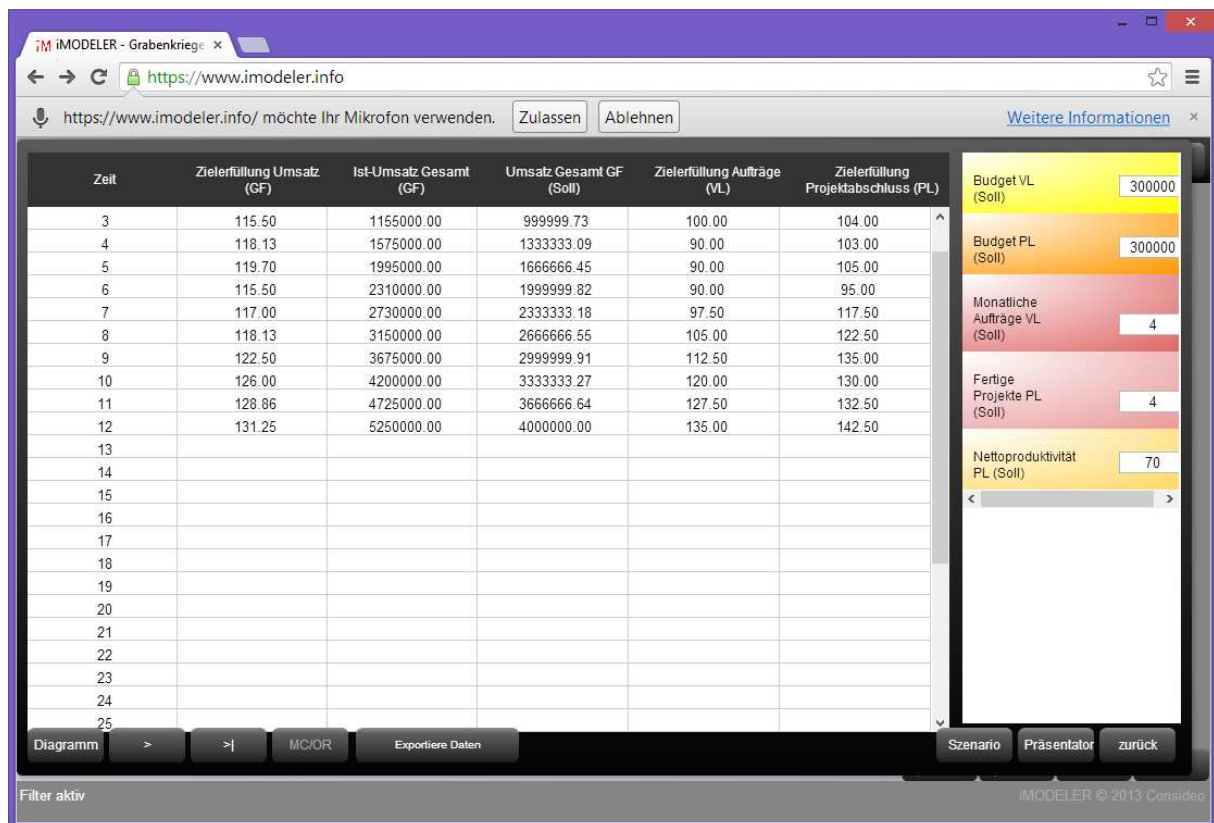 iMODELER - Grabenkriege
https://www.imodeler.info
https://www.imodeler.info/ möchte Ihr Mikrofon verwenden. Zulassen Ablehnen Weitere Informationen
Zeit Zielerfüllung Umsatz (GF) Ist-Umsatz Gesamt (GF) Umsatz Gesamt GF (Soll) Zielerfüllung Aufträge (VL) Zielerfüllung Projektabschluss (PL)
3 115.50 1155000.00 999999.73 100.00 104.00
4 118.13 1575000.00 1333333.09 90.00 103.00
5 119.70 1995000.00 1666666.45 90.00 105.00
6 115.50 2310000.00 1999999.82 90.00 95.00
7 117.00 2730000.00 2333333.18 97.50 117.50
8 118.13 3150000.00 2666666.55 105.00 122.50
9 122.50 3675000.00 2999999.91 112.50 135.00
10 126.00 4200000.00 3333333.27 120.00 130.00
11 128.86 4725000.00 3666666.64 127.50 132.50
12 131.25 5250000.00 4000000.00 135.00 142.50
13
14
15
16
17
18
19
20
21
22
23
24
25
Budget VL
(Soll) 300000
Budget PL
(Soll) 300000
Monatliche
Aufträge VL
(Soll) 4
Fertige
Projekte PL
(Soll) 4
Nettoproduktivität
PL (Soll) 70
Diagramm > >| MC/OR Exportiere Daten Szenario Präsentator zurück
Filter aktiv iMODELER © 2013 Consideo